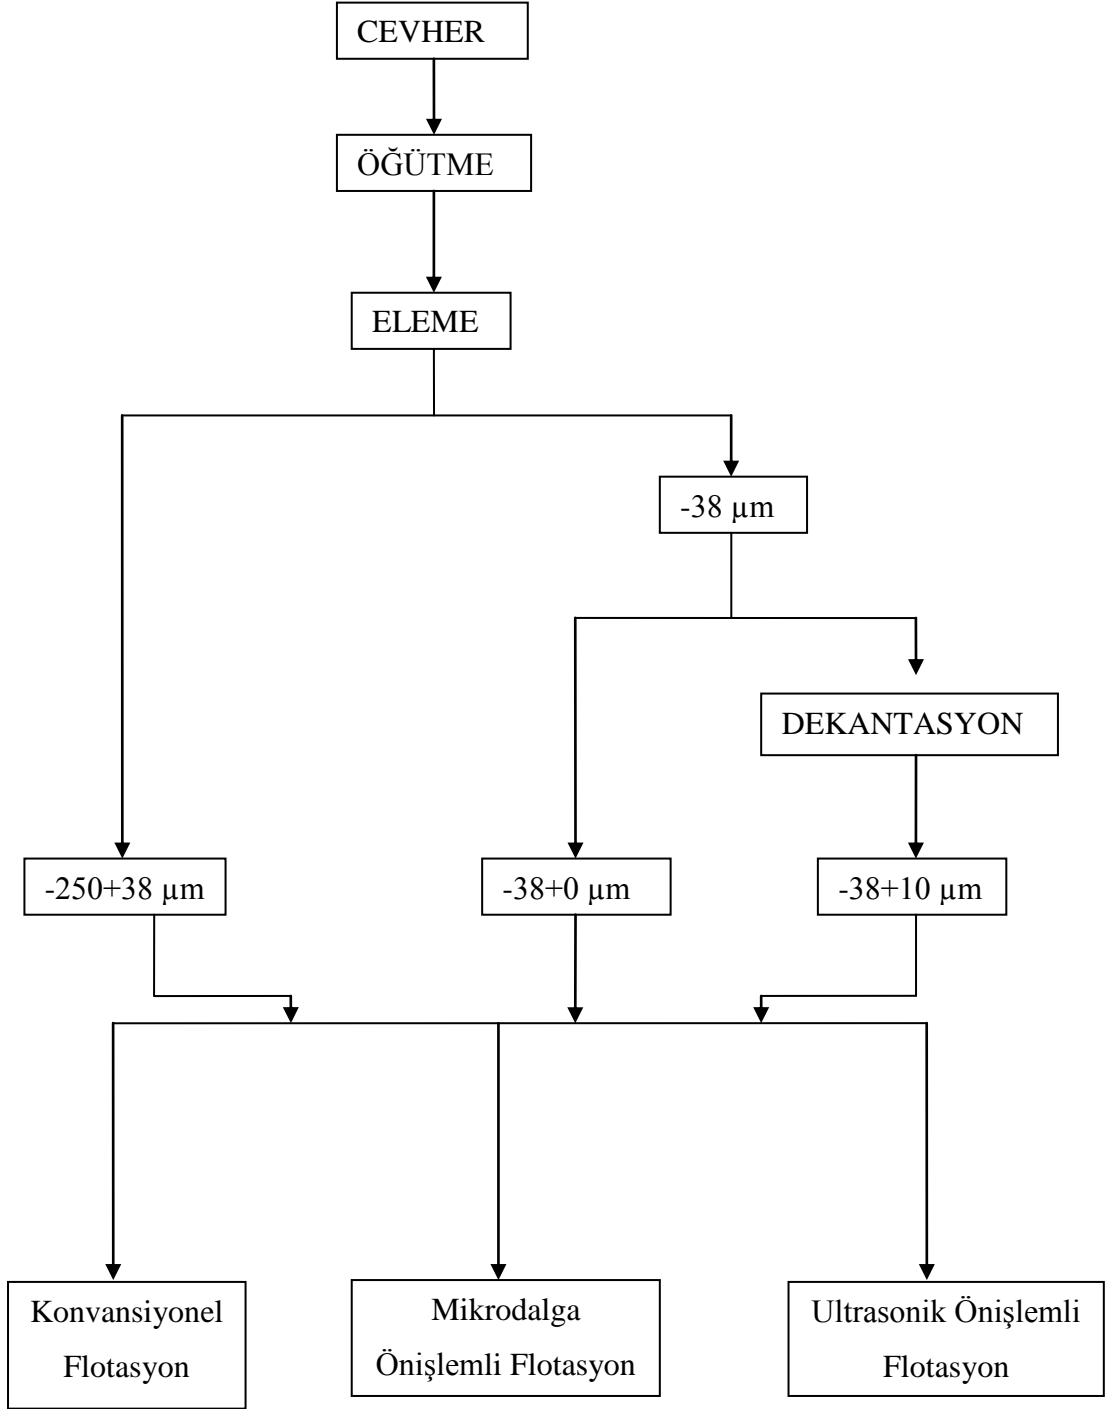 CEVHER
ÖĞÜTME
ELEME
-38 µm
DEKANTASYON
-250+38 µm
-38+0 µm
-38+10 µm
Konvansiyonel
Flotasyon
Mikrodalga
Önişlemli Flotasyon
Ultrasonik Önişlemli
Flotasyon